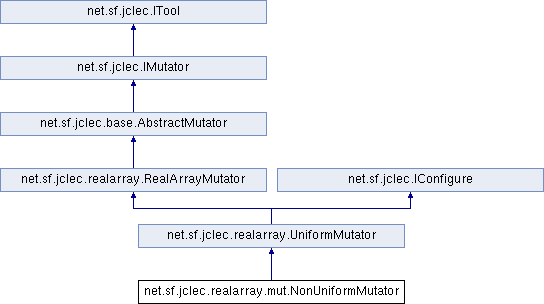 net.sf.jclec.ITool
net.sf.jclec.IMutator
net.sf.jclec.base.AbstractMutator
net.sf.jclec.realarray.RealArrayMutator
net.sf.jclec.IConfigure
net.sf.jclec.realarray.UniformMutator
net.sf.jclec.realarray.mut.NonUniformMutator